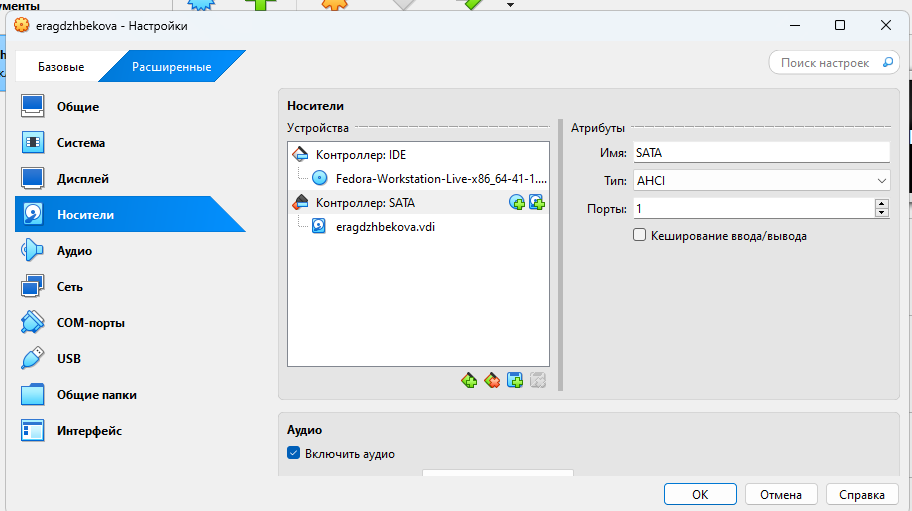 ументы
eragdzhbekova - Настройки
Базовые
Расширенные
Поиск настроек
Общие
Система
Дисплей
Носители
Аудио
Сеть
COM-порты
USB
Общие папки
Интерфейс
Носители
Устройства
Контроллер: IDE
Fedora-Workstation-Live-x86_64-41-1....
Контроллер: SATA
eragdzhbekova.vdi
Атрибуты
Имя: SATA
Тип: AHCI
Порты: 1
Кеширование ввода/вывода
Аудио
Включить аудио
OK
Отмена
Справка